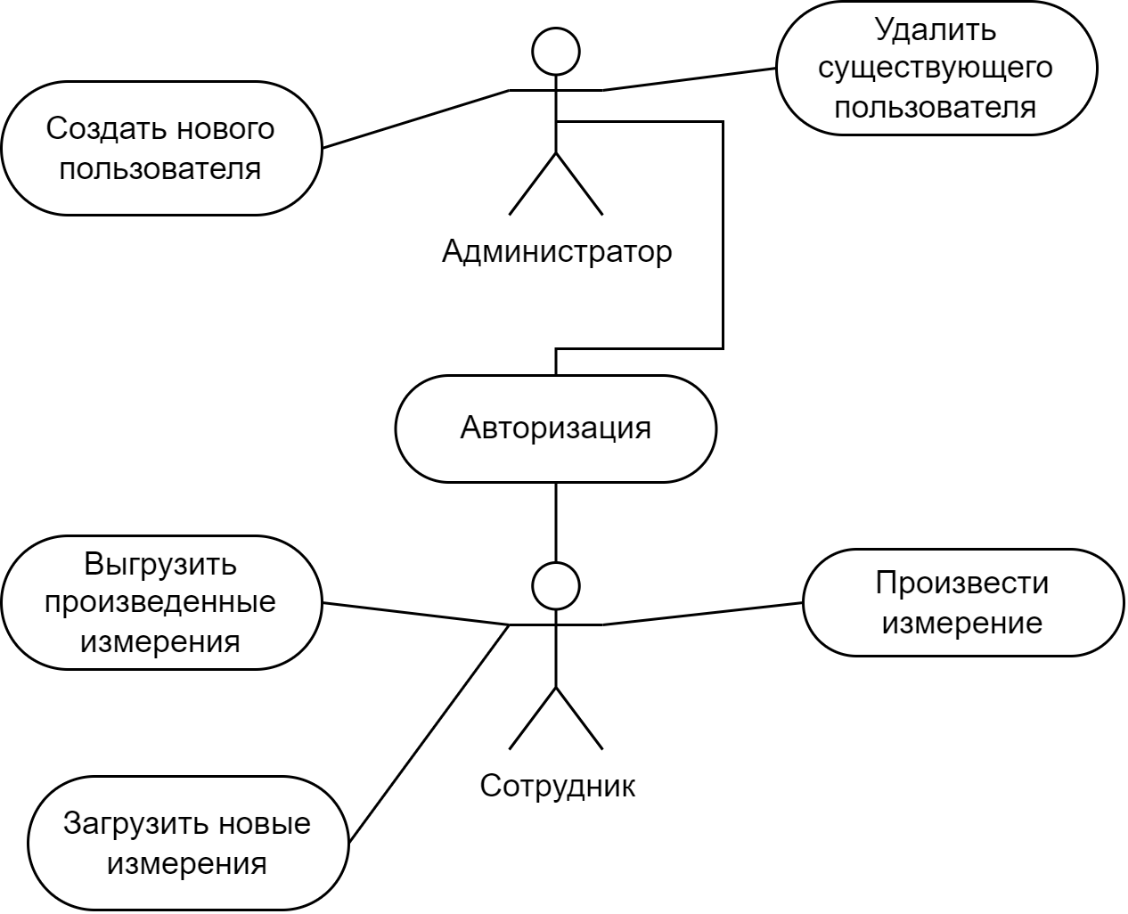 Удалить
существующего
пользователя
Создать нового
пользователя
Администратор
Авторизация
Выгрузить
произведенные
измерения
Произвести
измерение
Сотрудник
Загрузить новые
измерения